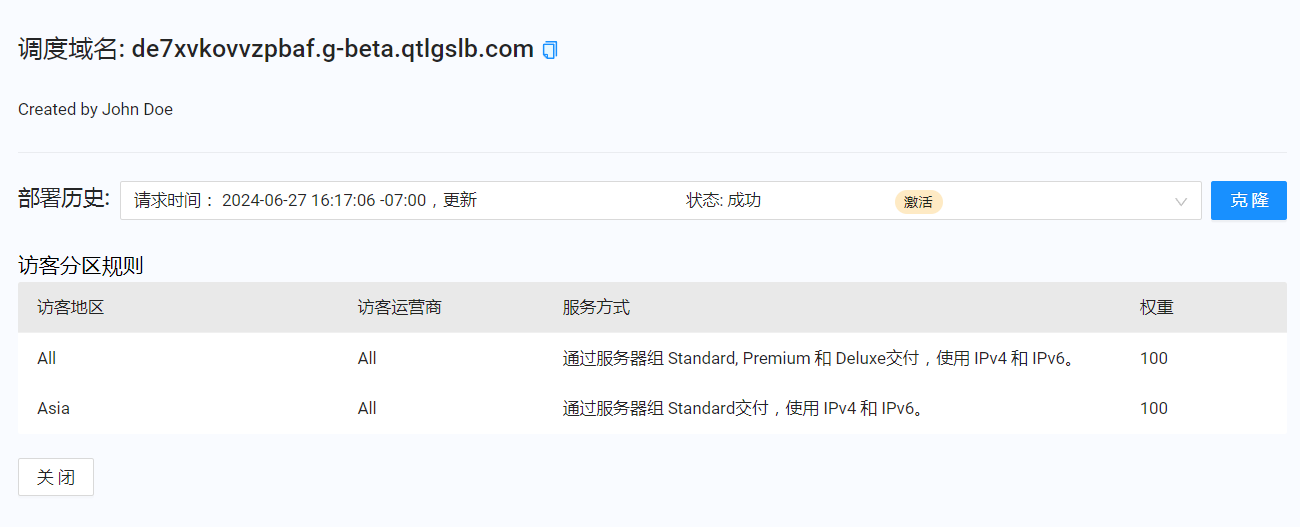 调度域名: de7xvkovvzpbaf.g-beta.qtlgslb.com
Created by John Doe
部署历史: 请求时间： 2024-06-27 16:17:06 -07:00，更新 状态: 成功 激活 克隆
访客分区规则
访客地区 访客运营商 服务方式 权重
All All 通过服务器组 Standard, Premium 和 Deluxe交付，使用 IPv4 和 IPv6。 100
Asia All 通过服务器组 Standard交付，使用 IPv4 和 IPv6。 100
关闭